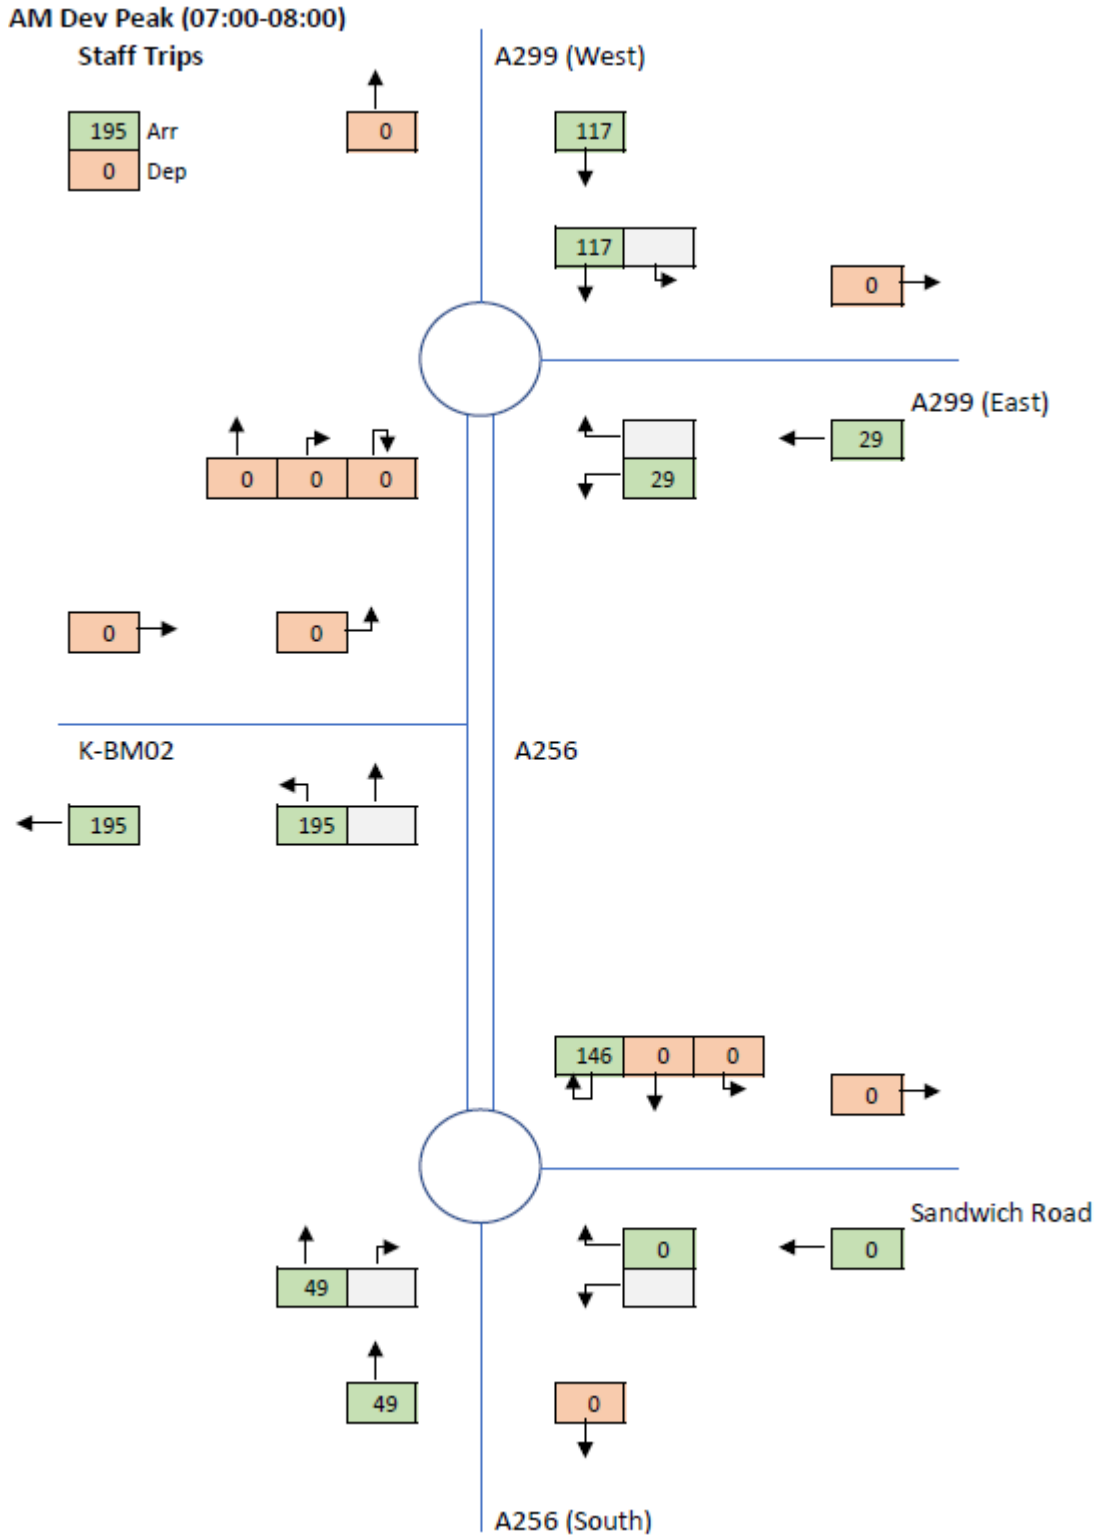 AM Dev Peak (07:00-08:00)
Staff Trips
A299 (West)
195 Arr
0
117
0 Dep
117
0
A299 (East)
29
0 0 0
29
0
0
K-BM02
A256
195
195
146 0 0
0
Sandwich Road
0
0
49
49
0
A256 (South)